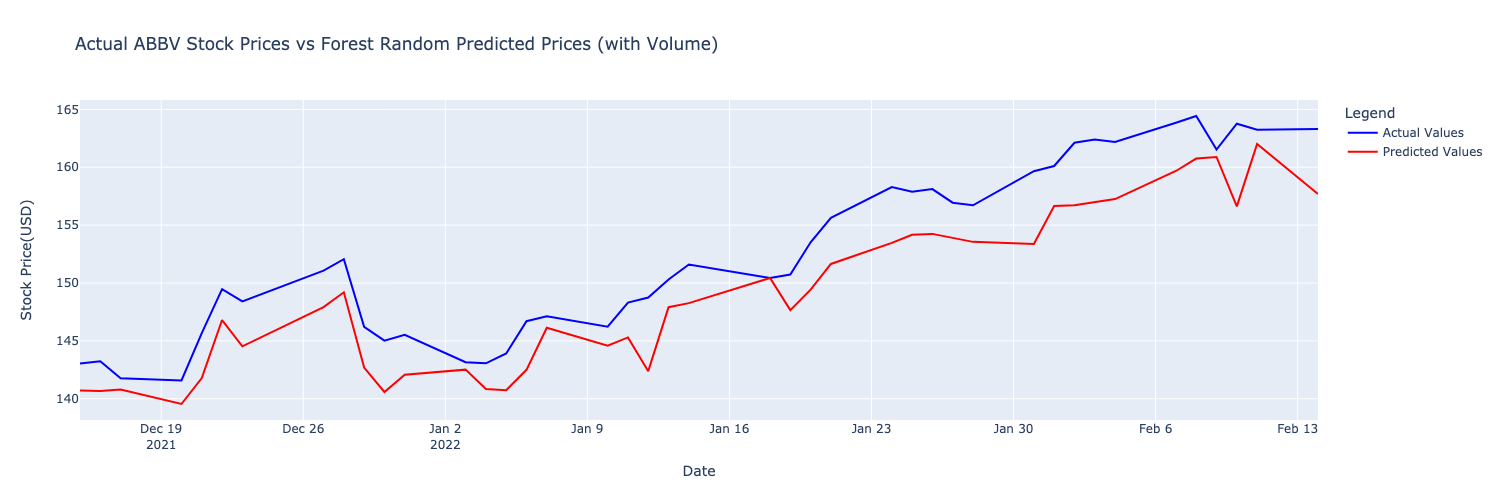 Actual ABBV Stock Prices vs Forest Random Predicted Prices (with Volume)
Legend
Actual Values
Predicted Values
Stock Price(USD)
165
160
155
150
145
140
Dec 19
2021
Dec 26
Jan 2
2022
Jan 9
Jan 16
Jan 23
Jan 30
Feb 6
Feb 13
Date